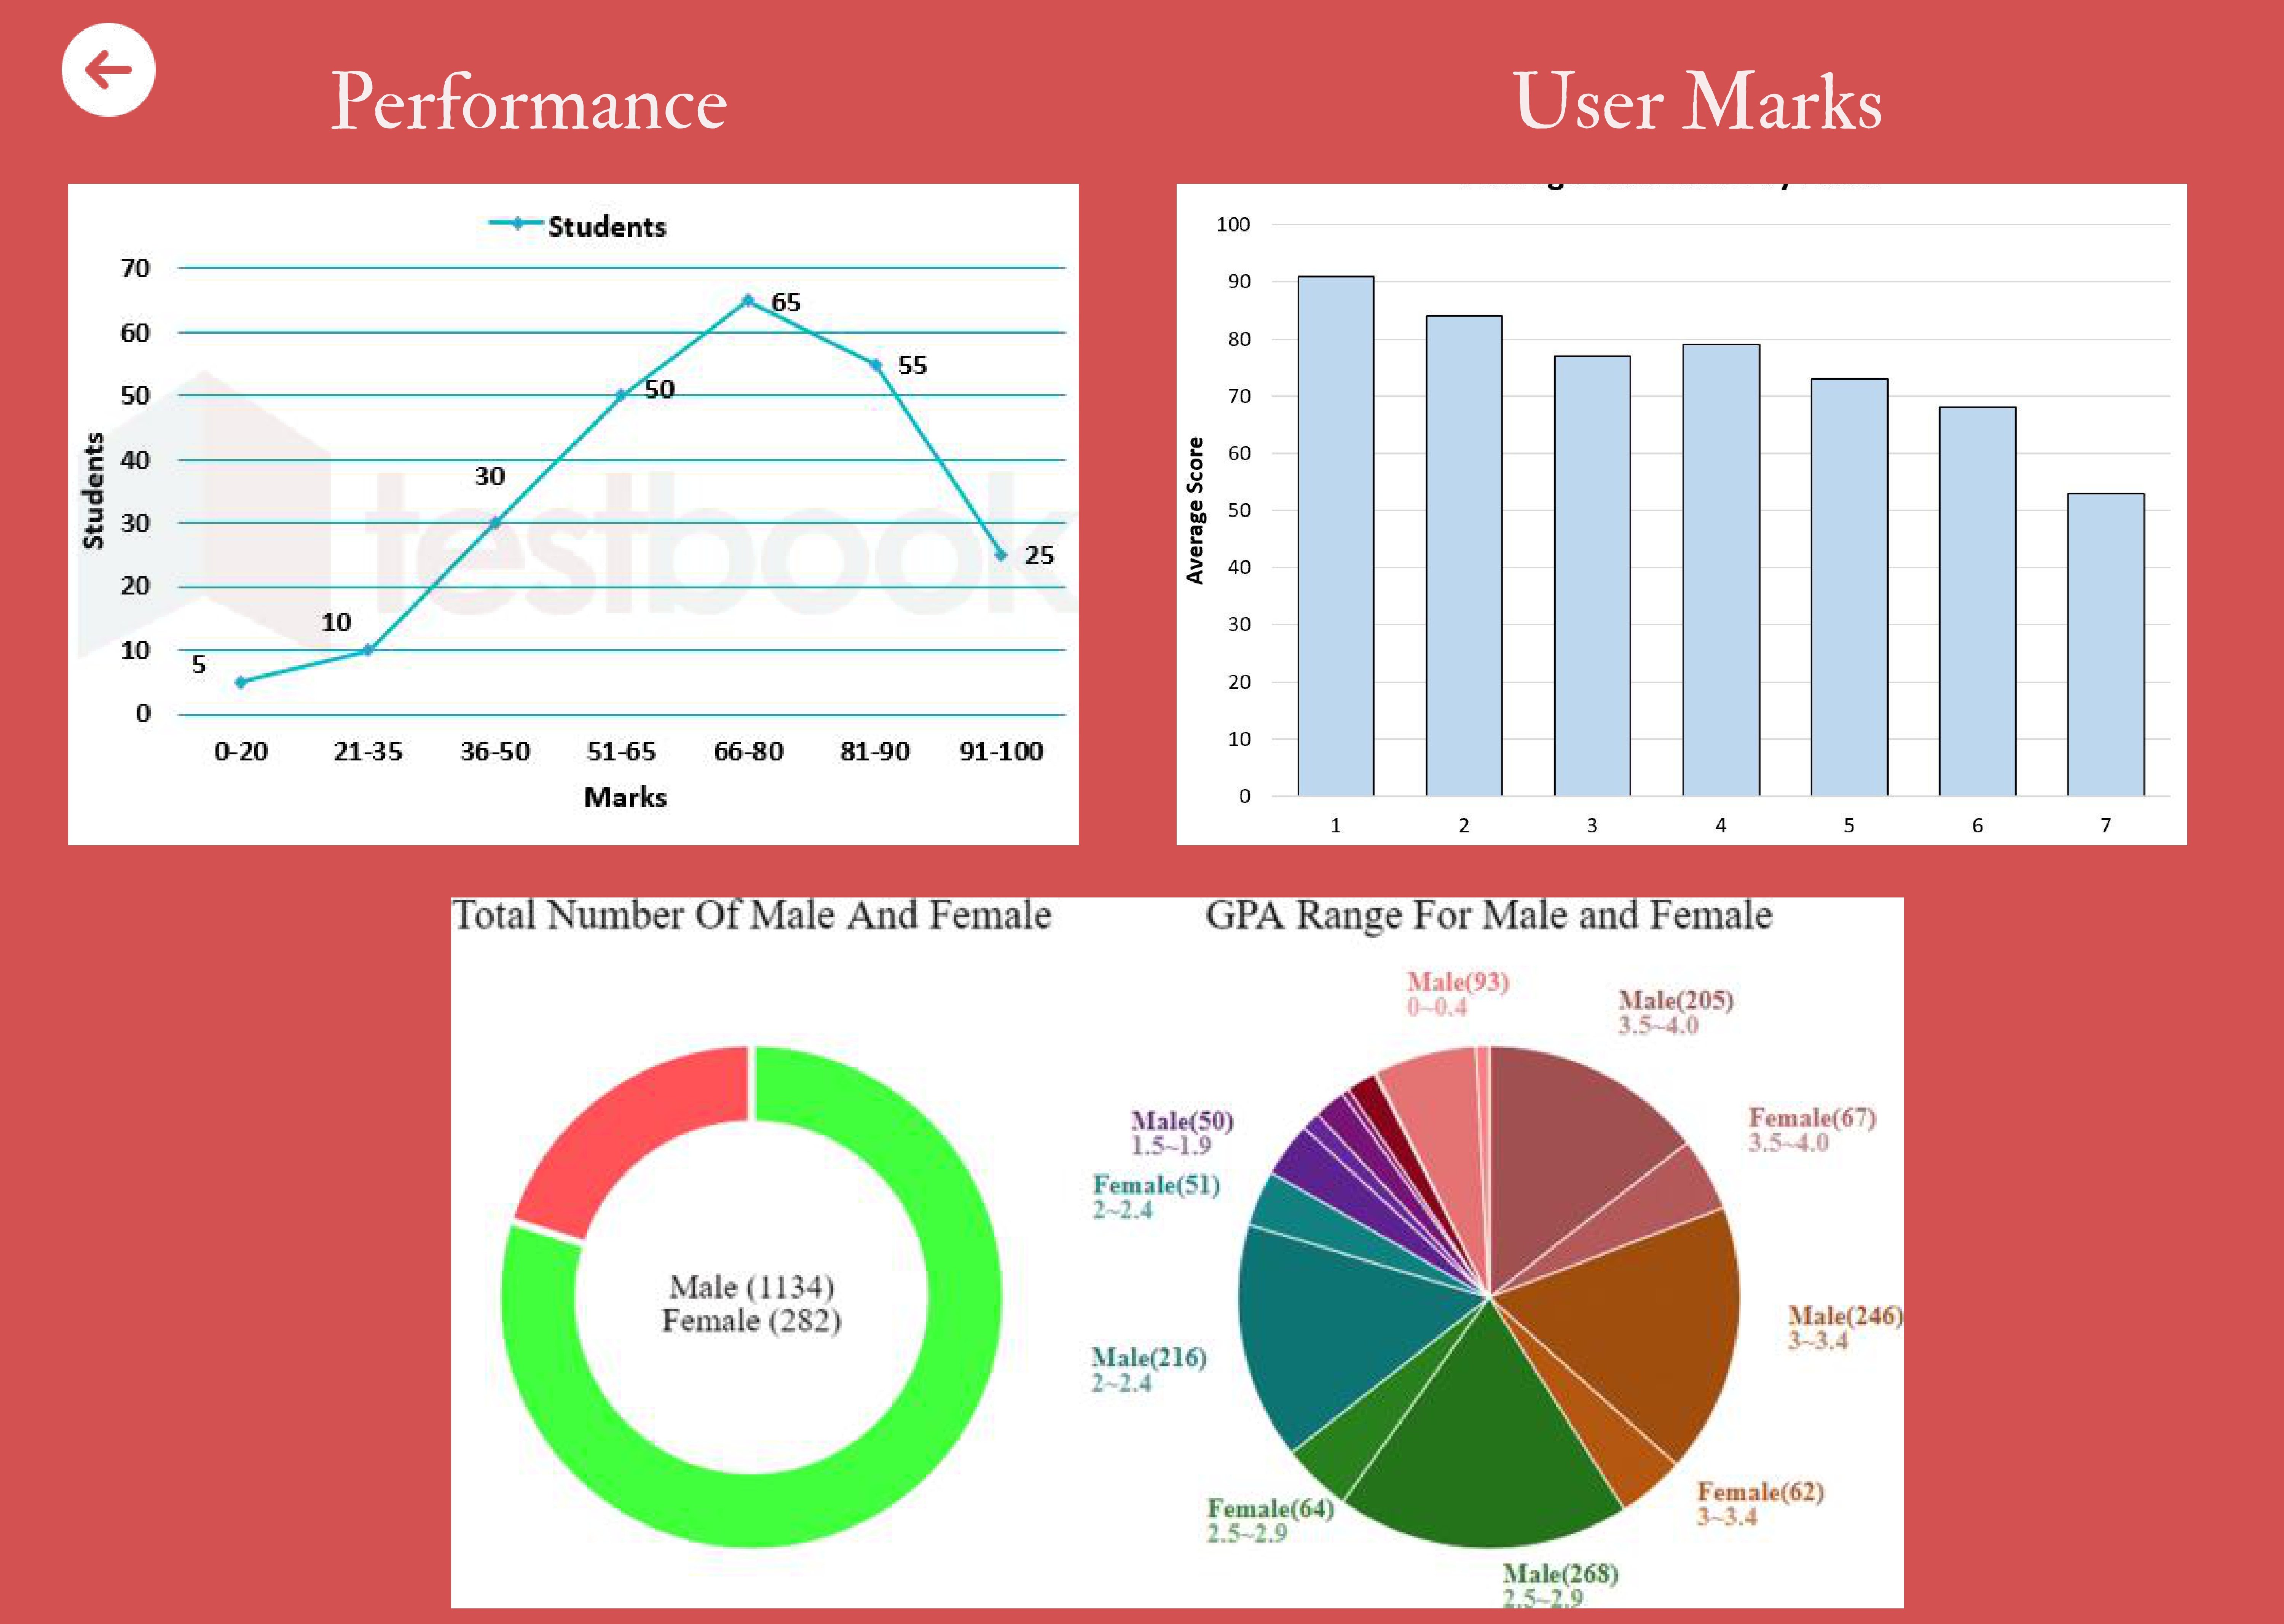 Performance
User Marks
Students
70
60
50
40
30
20
10
0
Students
5
10
30
50
65
55
25
testbook
0-20 21-35 36-50 51-65 66-80 81-90 91-100
Marks
100
90
80
70
60
50
40
30
20
10
0
Average Score
1 2 3 4 5 6 7
Total Number Of Male And Female
Male (1134)
Female (282)
GPA Range For Male and Female
Male(93)
0~0.4
Male(205)
3.5~4.0
Female(67)
3.5~4.0
Male(246)
3~3.4
Female(62)
3~3.4
Male(268)
2.5~2.9
Female(64)
2.5~2.9
Male(216)
2~2.4
Female(51)
2~2.4
Male(50)
1.5~1.9